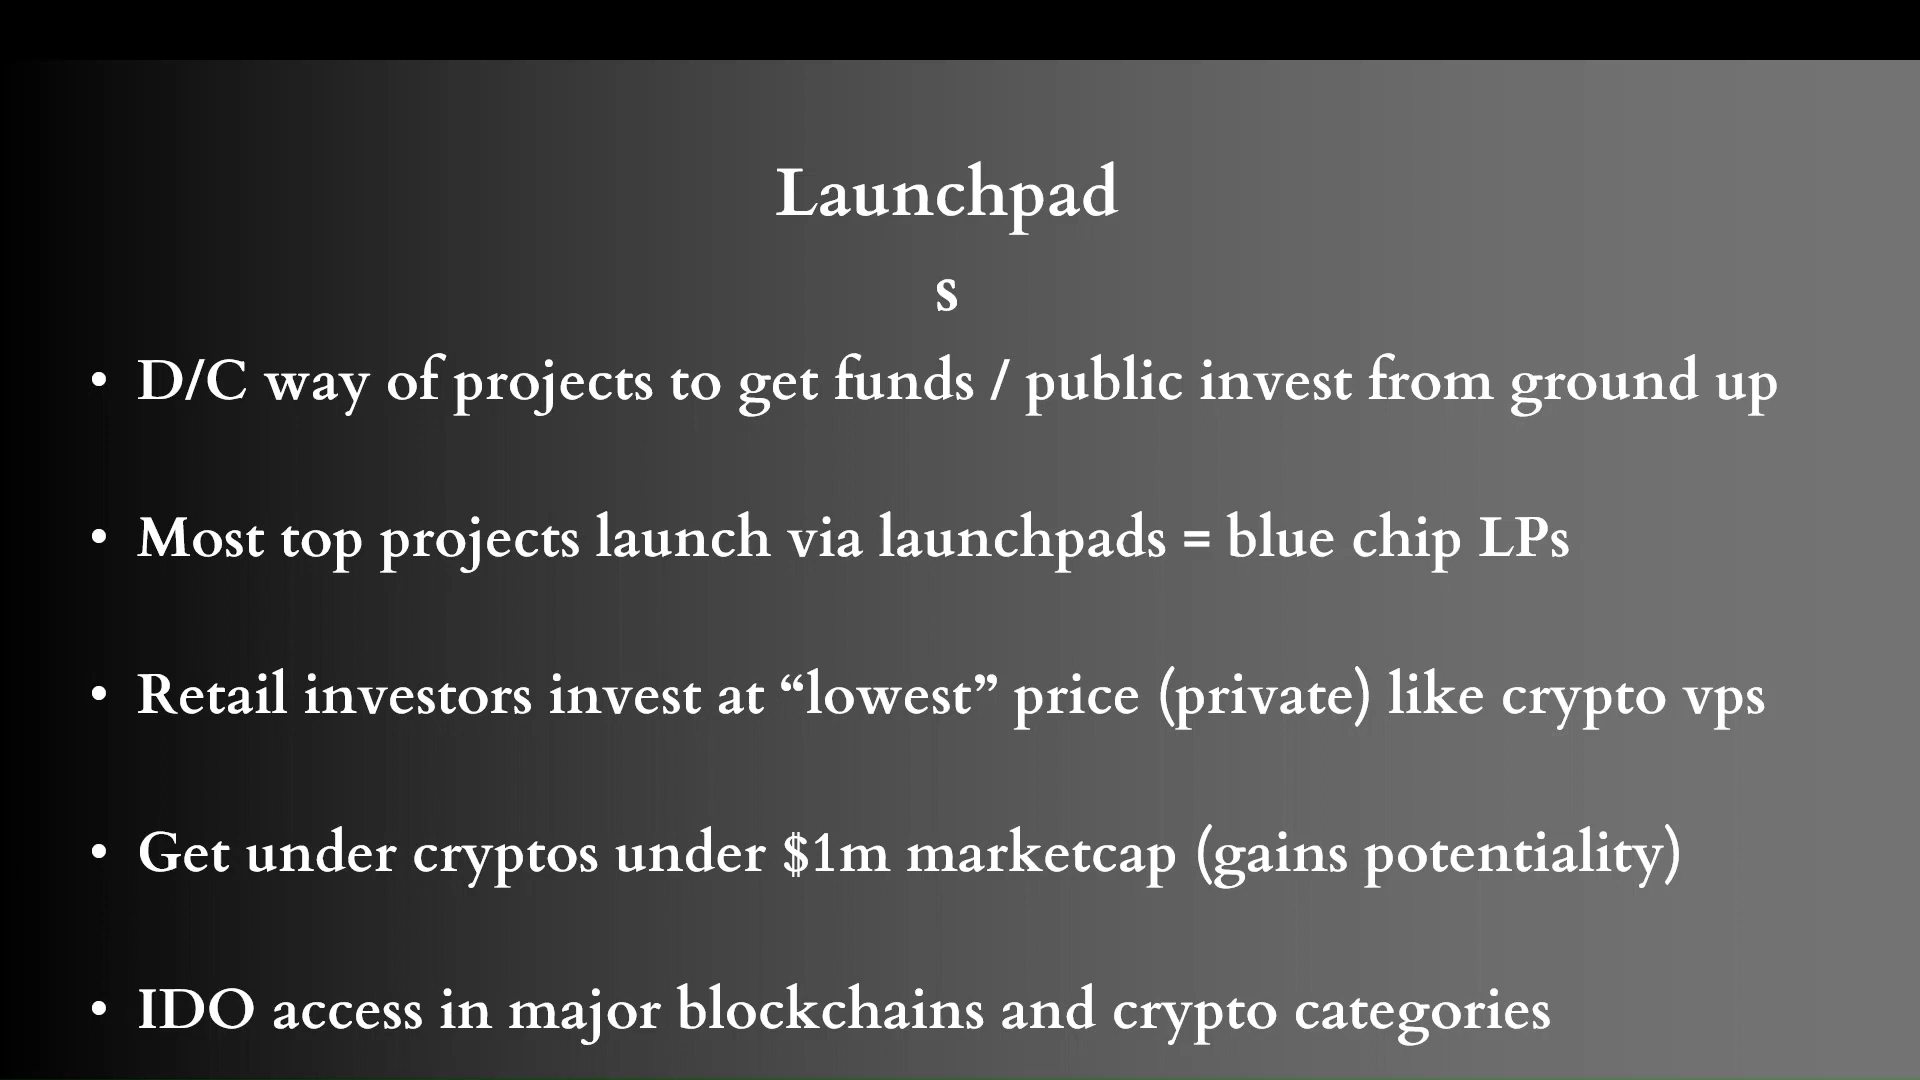 Launchpad
s
• D/C way of projects to get funds / public invest from ground up
• Most top projects launch via launchpads = blue chip LPs
• Retail investors invest at “lowest” price (private) like crypto vps
• Get under cryptos under $1m marketcap (gains potentiality)
• IDO access in major blockchains and crypto categories